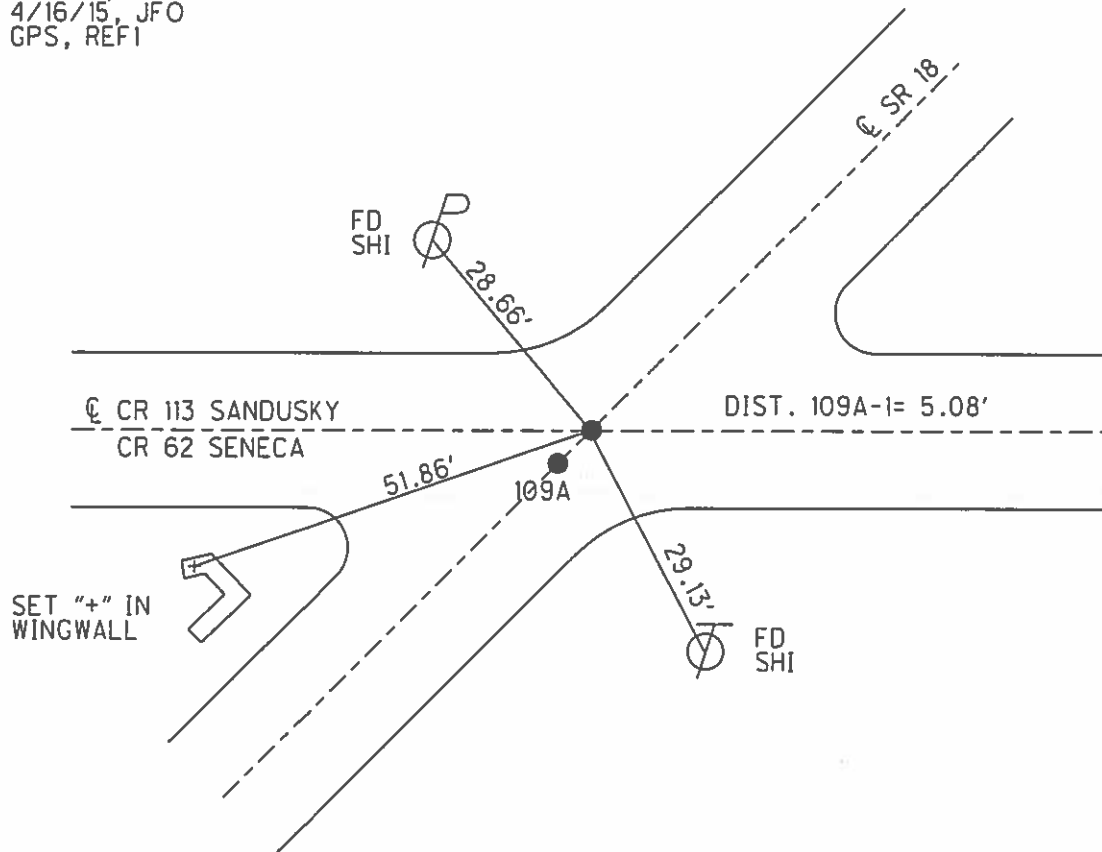 4/16/15, JFO
GPS, REF1
℄ SR 18
FD
SHI
28.66'
℄ CR 113 SANDUSKY
CR 62 SENECA
DIST. 109A-1= 5.08'
51.86'
109A
29.13'
SET "+" IN
WINGWALL
FD
SHI